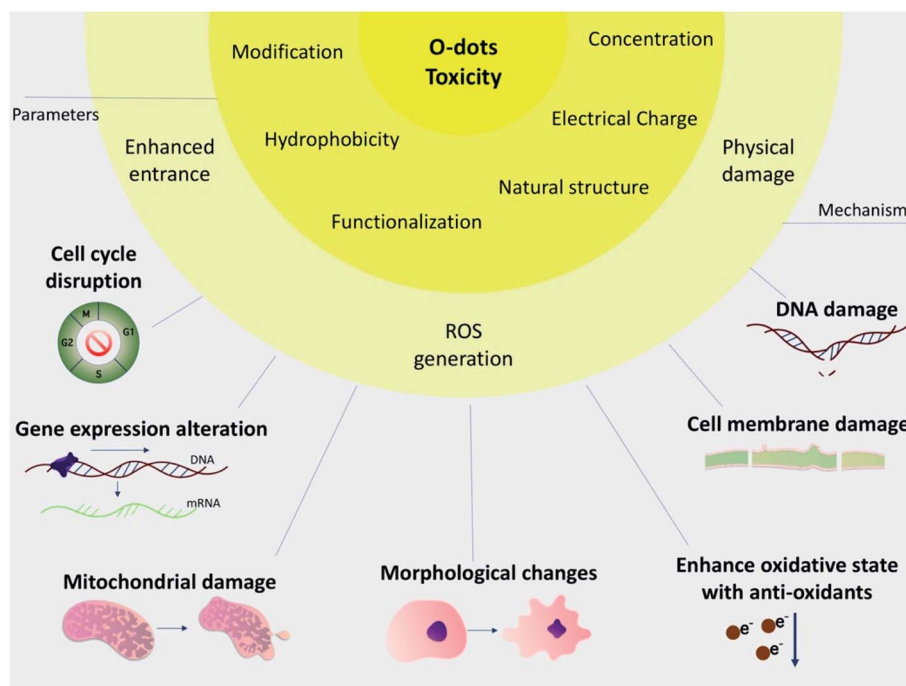 O-dots
Toxicity
Modification
Concentration
Parameters
Hydrophobicity
Electrical Charge
Enhanced
entrance
Natural structure
Physical
damage
Functionalization
Mechanism
Cell cycle
disruption
M
G1
G2
S
ROS
generation
DNA damage
Gene expression alteration
DNA
mRNA
Cell membrane damage
Mitochondrial damage
Morphological changes
Enhance oxidative state
with anti-oxidants
e-
e-
e-